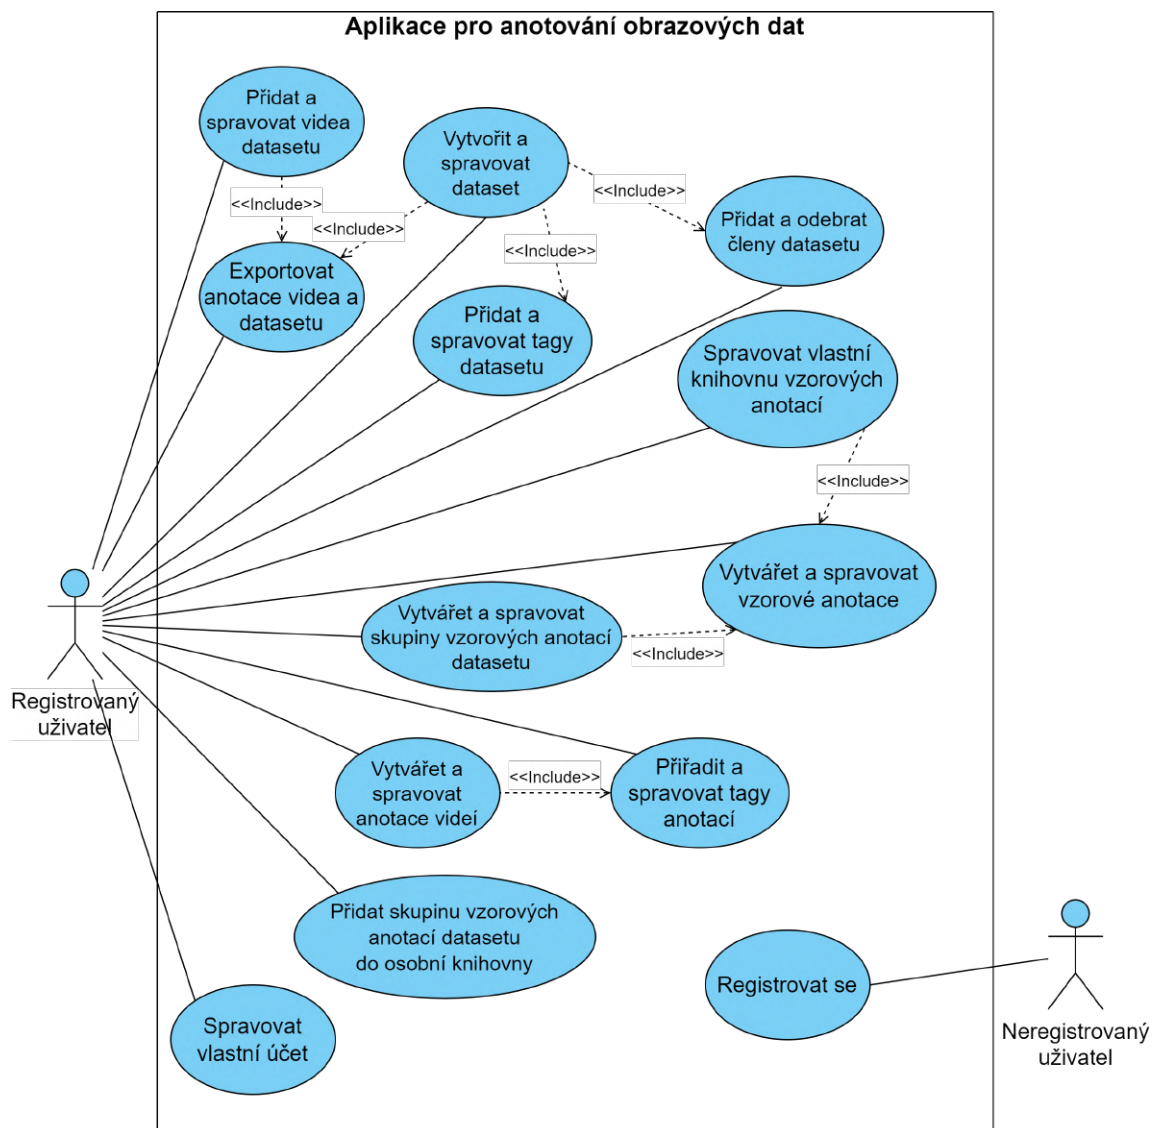 Aplikace pro anotování obrazových dat
Přidat a
spravovat videa
datasetu
Vytvořit a
spravovat
dataset
<<Include>>
<<Include>>
<<Include>>
<<Include>>
Přidat a odebrat
členy datasetu
Exportovat
anotace videa a
datasetu
Přidat a
spravovat tagy
datasetu
Spravovat vlastní
knihovnu vzorových
anotací
<<Include>>
Vytvářet a spravovat
vzorové anotace
Vytvářet a spravovat
skupiny vzorových anotací
datasetu
<<Include>>
Registrovaný
uživatel
Vytvářet a
spravovat
anotace videí
<<Include>>
Přiřadit a
spravovat tagy
anotací
Přidat skupinu vzorových
anotací datasetu
do osobní knihovny
Registrovat se
Neregistrovaný
uživatel
Spravovat
vlastní účet